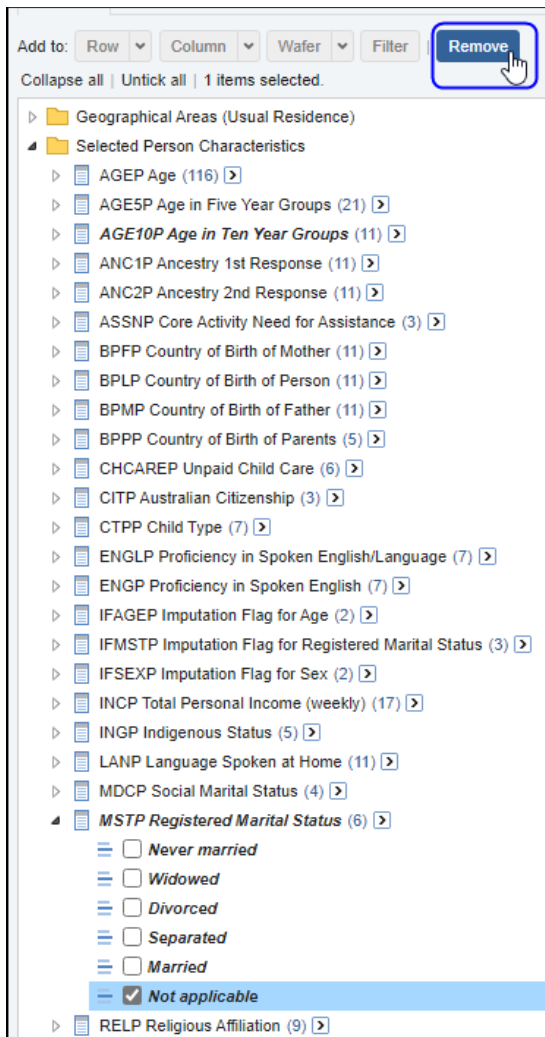 Add to: Row Column Wafer Filter | Remove
Collapse all | Untick all | 1 items selected.
Geographical Areas (Usual Residence)
Selected Person Characteristics
AGEP Age (116)
AGE5P Age in Five Year Groups (21)
AGE10P Age in Ten Year Groups (11)
ANC1P Ancestry 1st Response (11)
ANC2P Ancestry 2nd Response (11)
ASSNP Core Activity Need for Assistance (3)
BPFP Country of Birth of Mother (11)
BPLP Country of Birth of Person (11)
BPMP Country of Birth of Father (11)
BPPP Country of Birth of Parents (5)
CHCAREP Unpaid Child Care (6)
CITP Australian Citizenship (3)
CTPP Child Type (7)
ENGLP Proficiency in Spoken English/Language (7)
ENGP Proficiency in Spoken English (7)
IFAGEP Imputation Flag for Age (2)
IFMSTP Imputation Flag for Registered Marital Status (3)
IFSEXP Imputation Flag for Sex (2)
INCP Total Personal Income (weekly) (17)
INGP Indigenous Status (5)
LANP Language Spoken at Home (11)
MDCP Social Marital Status (4)
MSTP Registered Marital Status (6)
Never married
Widowed
Divorced
Separated
Married
Not applicable
RELP Religious Affiliation (9)